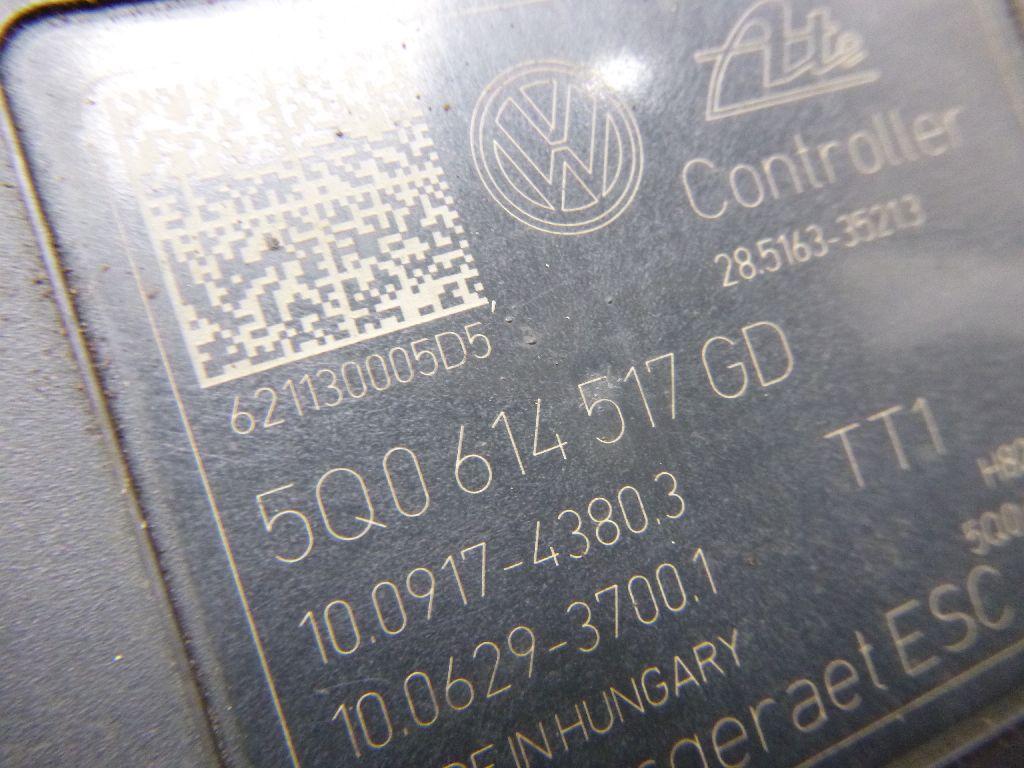 Ate
Controller
28.5163-35213
621130005D5
5Q0 614 517 GD
TT1
10.0917-4380.3
10.0629-3700.1
IN HUNGARY
ESC